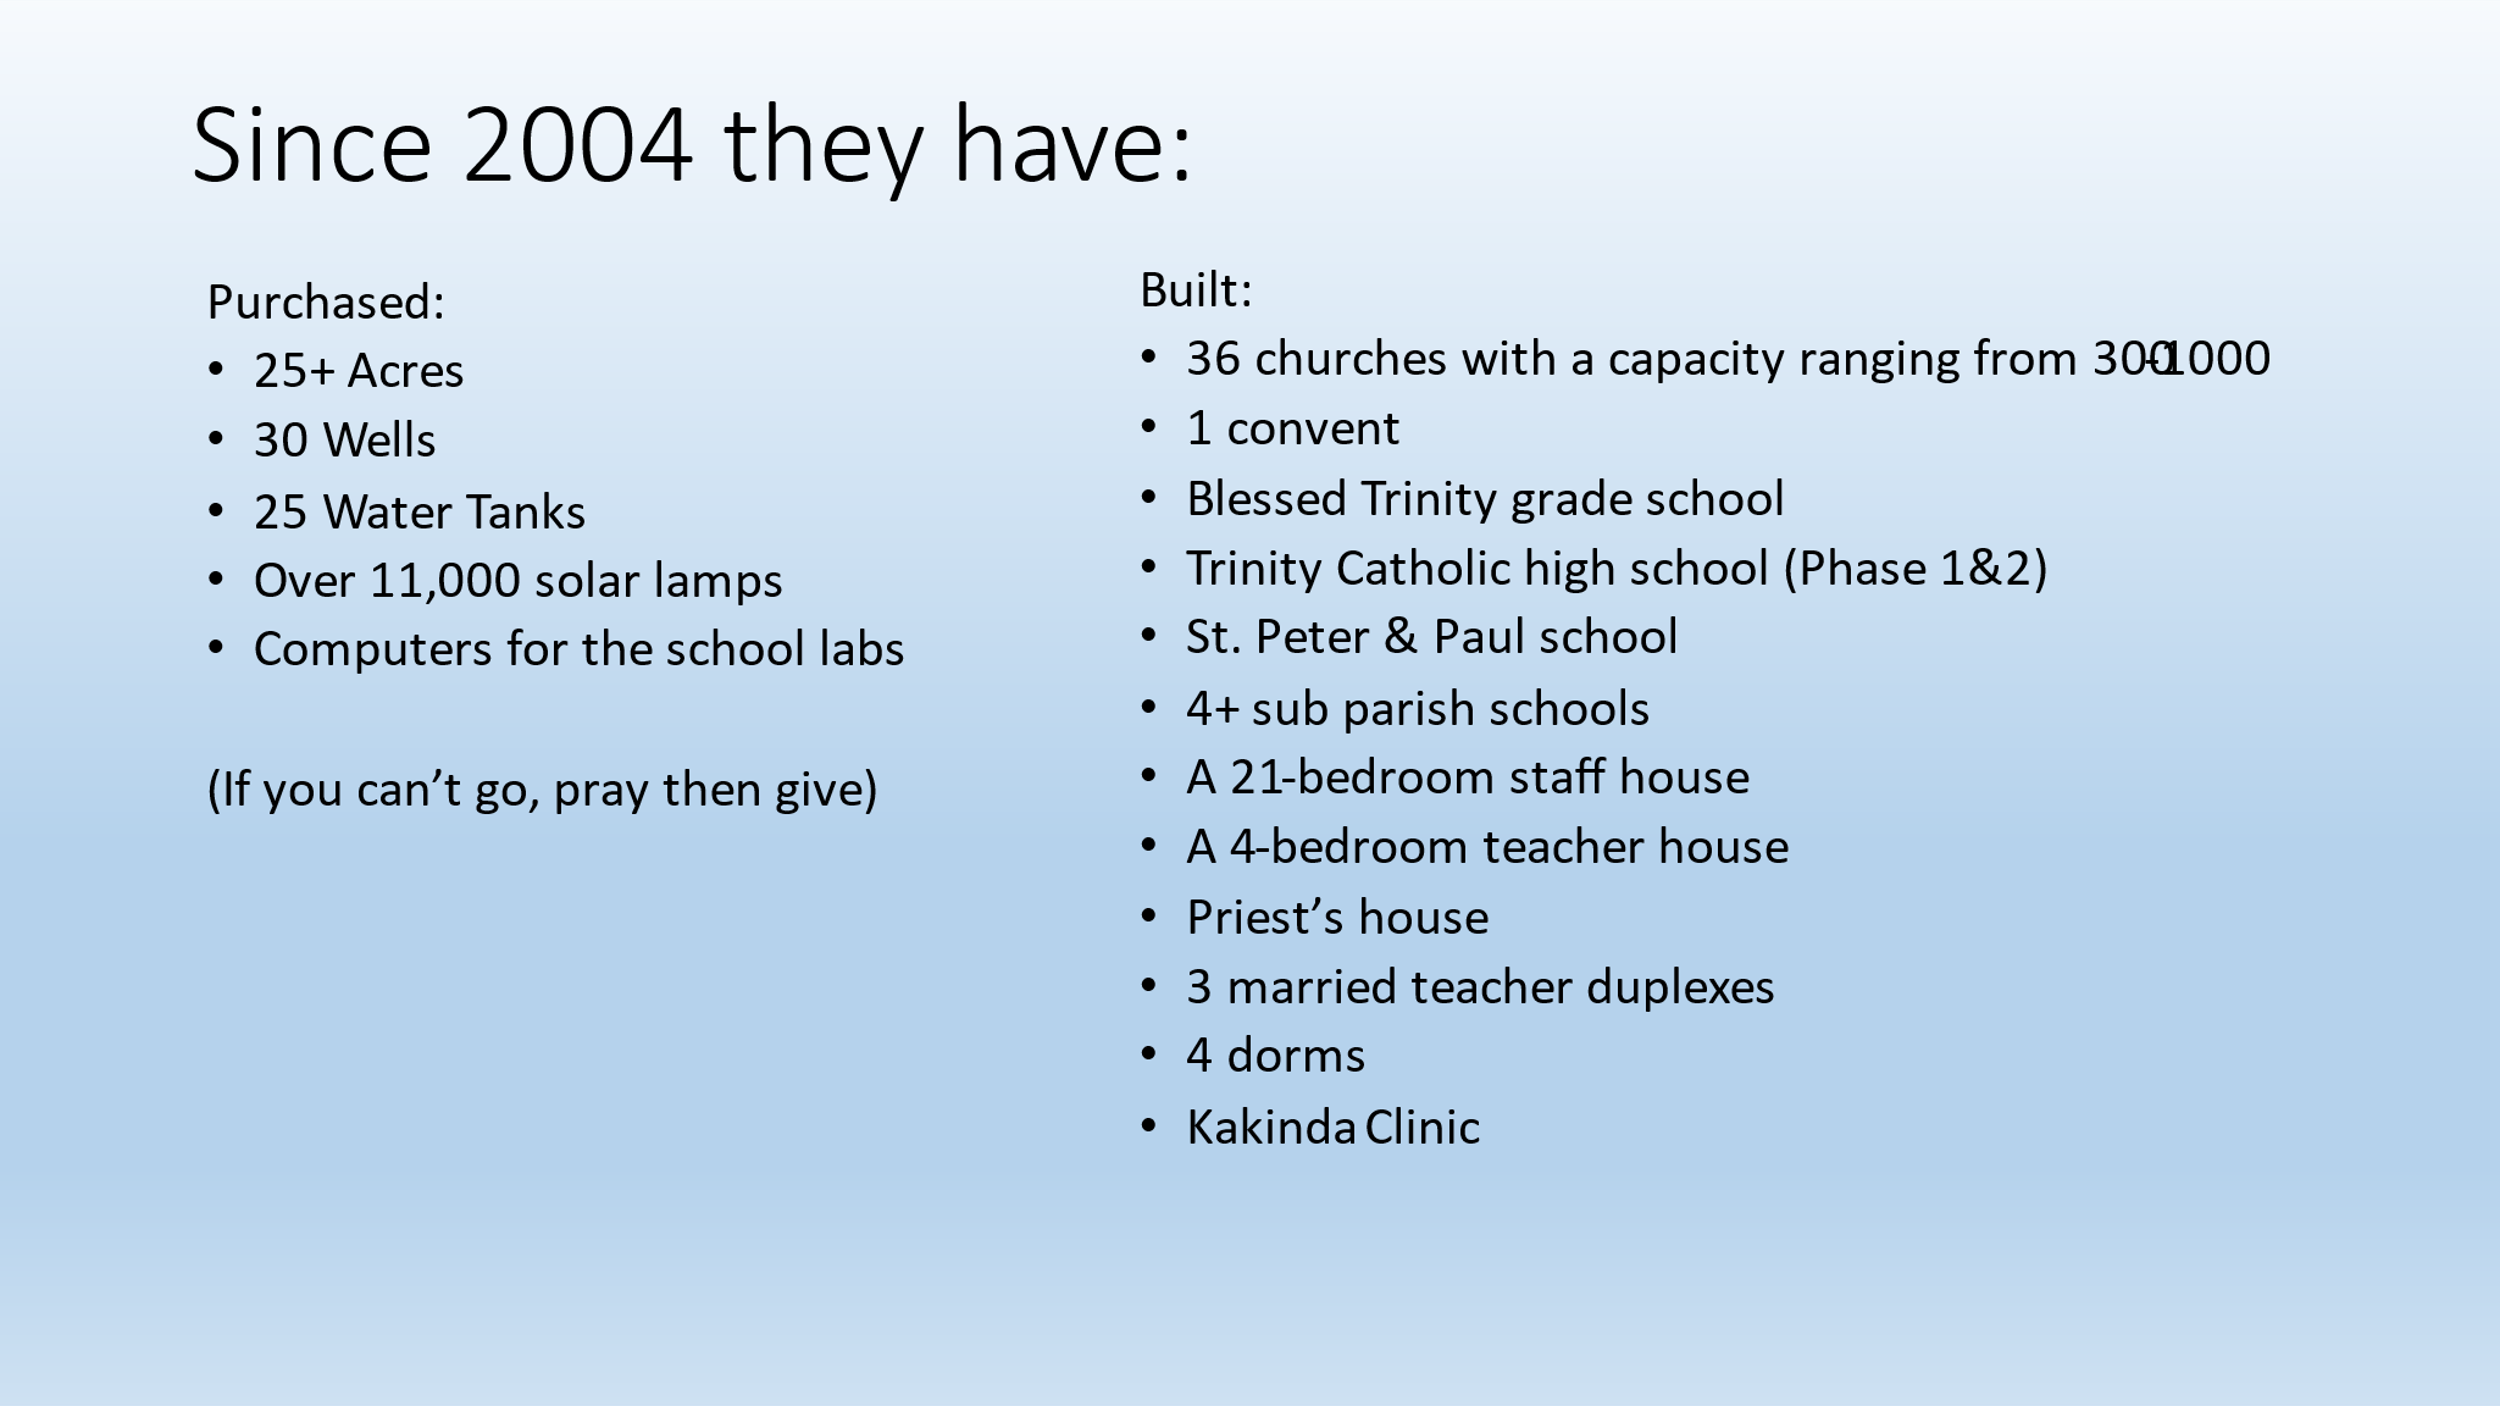 Since 2004 they have:
Purchased:
• 25+ Acres
• 30 Wells
• 25 Water Tanks
• Over 11,000 solar lamps
• Computers for the school labs
(If you can’t go, pray then give)
Built:
• 36 churches with a capacity ranging from 300-1000
• 1 convent
• Blessed Trinity grade school
• Trinity Catholic high school (Phase 1&2)
• St. Peter & Paul school
• 4+ sub parish schools
• A 21-bedroom staff house
• A 4-bedroom teacher house
• Priest’s house
• 3 married teacher duplexes
• 4 dorms
• Kakinda Clinic